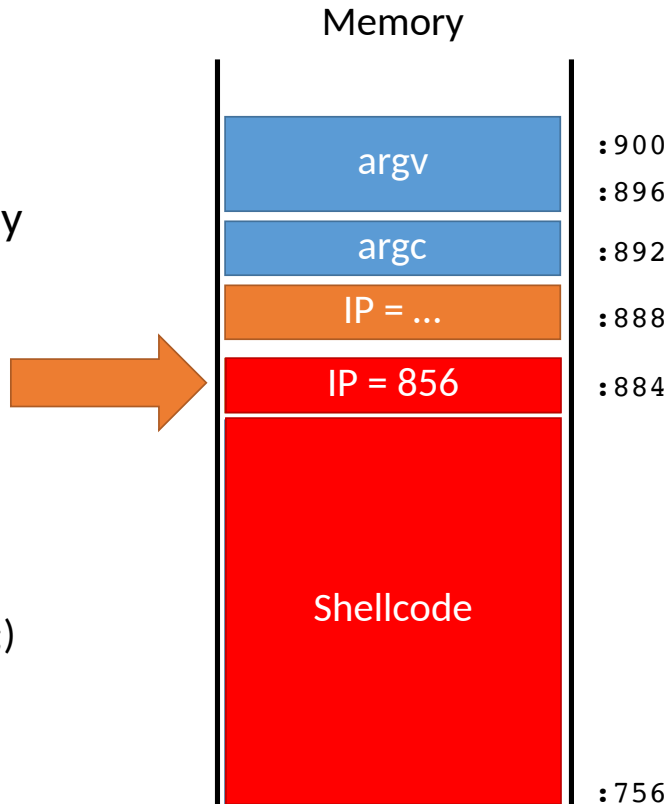 Memory
argv
:900
:896
y
argc
:892
IP = ...
:888
IP = 856
:884
Shellcode
)
:756